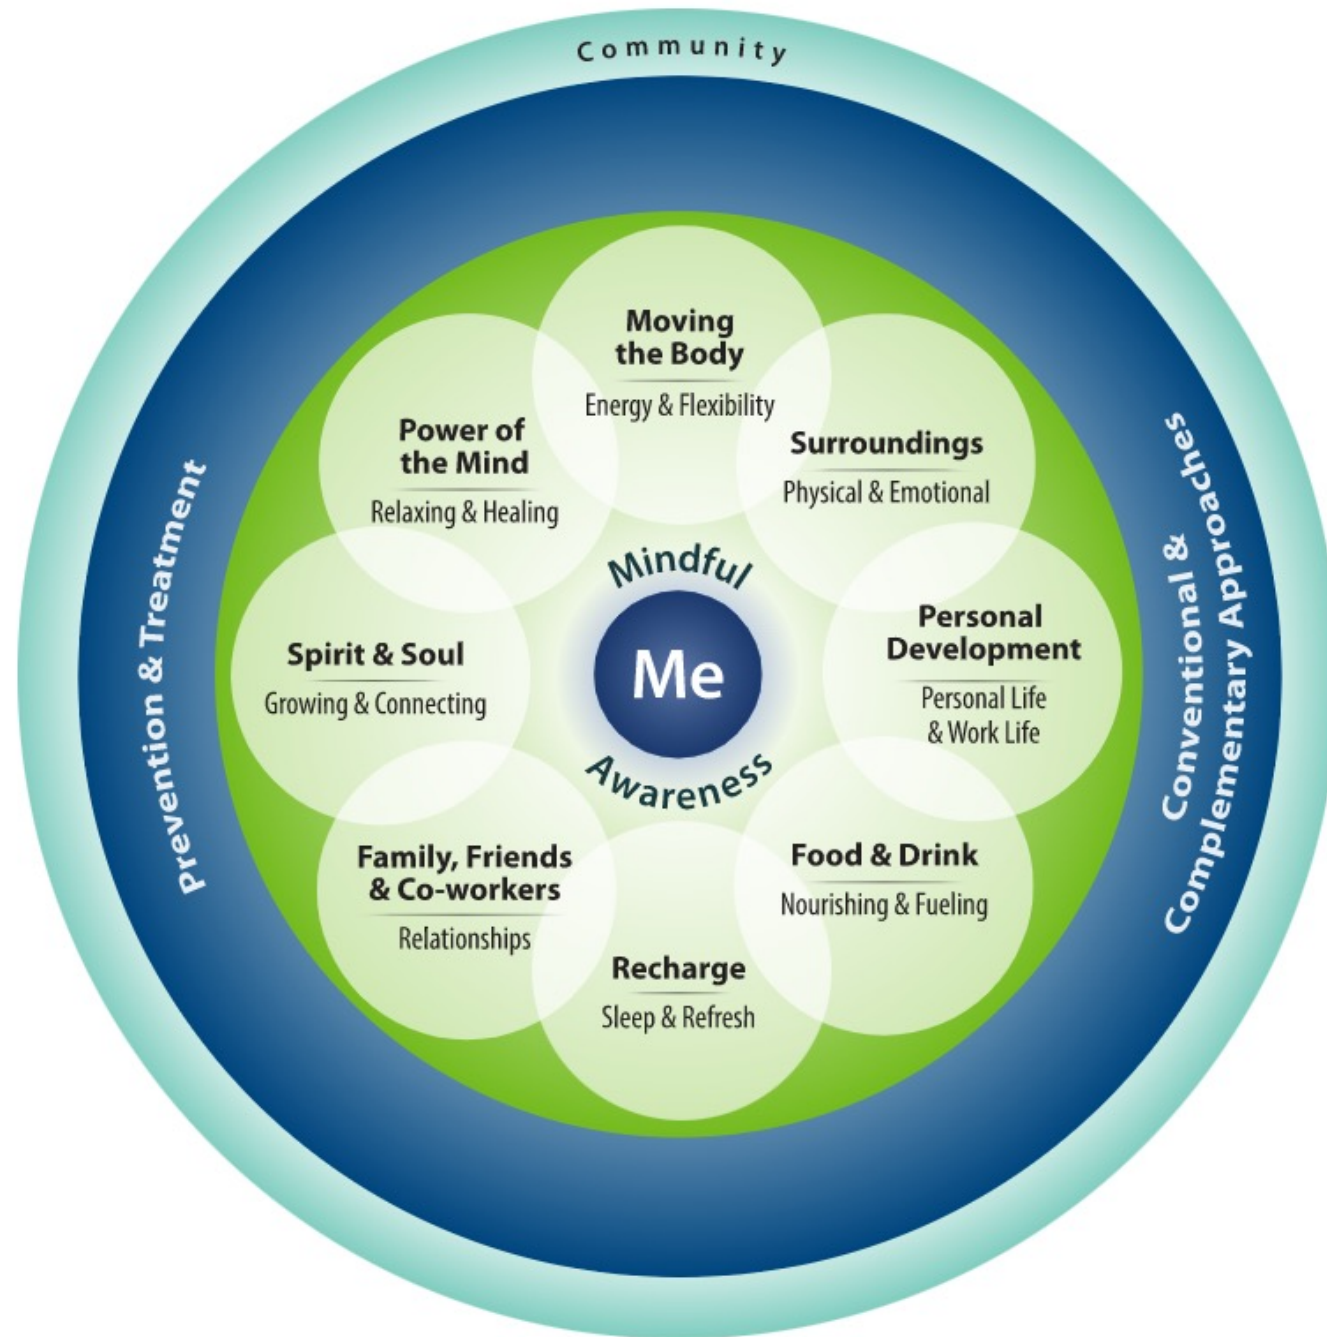 Community
Prevention & Treatment
Conventional &
Complementary Approaches
Moving
the Body
Energy & Flexibility
Surroundings
Physical & Emotional
Personal
Development
Personal Life
& Work Life
Food & Drink
Nourishing & Fueling
Recharge
Sleep & Refresh
Family, Friends
& Co-workers
Relationships
Spirit & Soul
Growing & Connecting
Power of
the Mind
Relaxing & Healing
Mindful
Me
Awareness